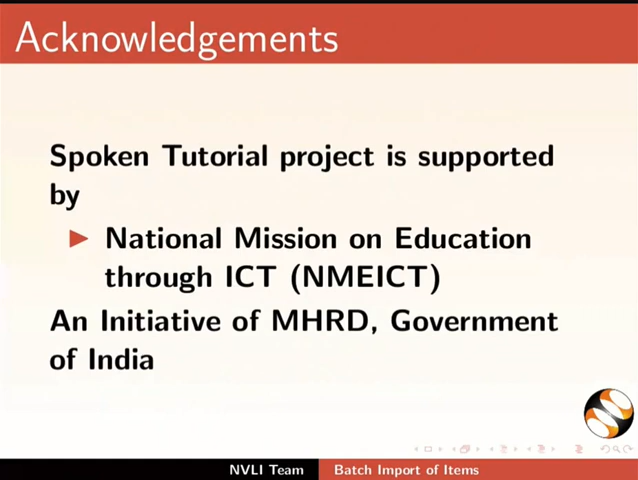 Acknowledgements
Spoken Tutorial project is supported
by
National Mission on Education
through ICT (NMEICT)
An Initiative of MHRD, Government
of India
NVLI Team
Batch Import of Items